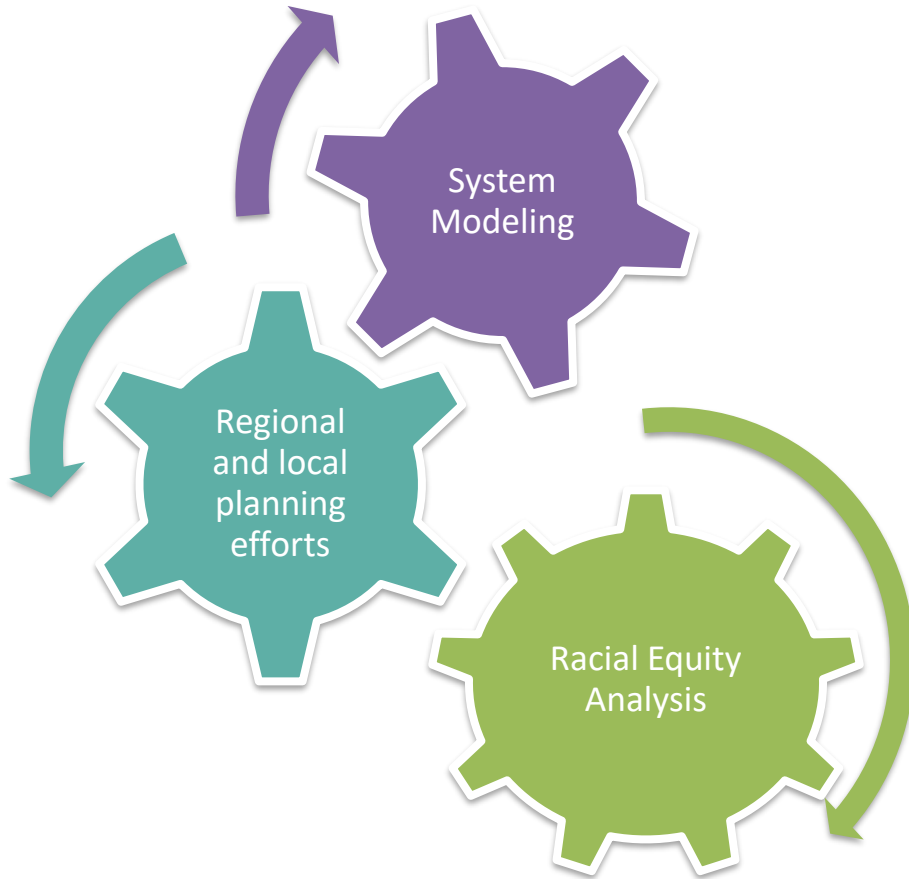 System
Modeling
Regional
and local
planning
efforts
Racial Equity
Analysis